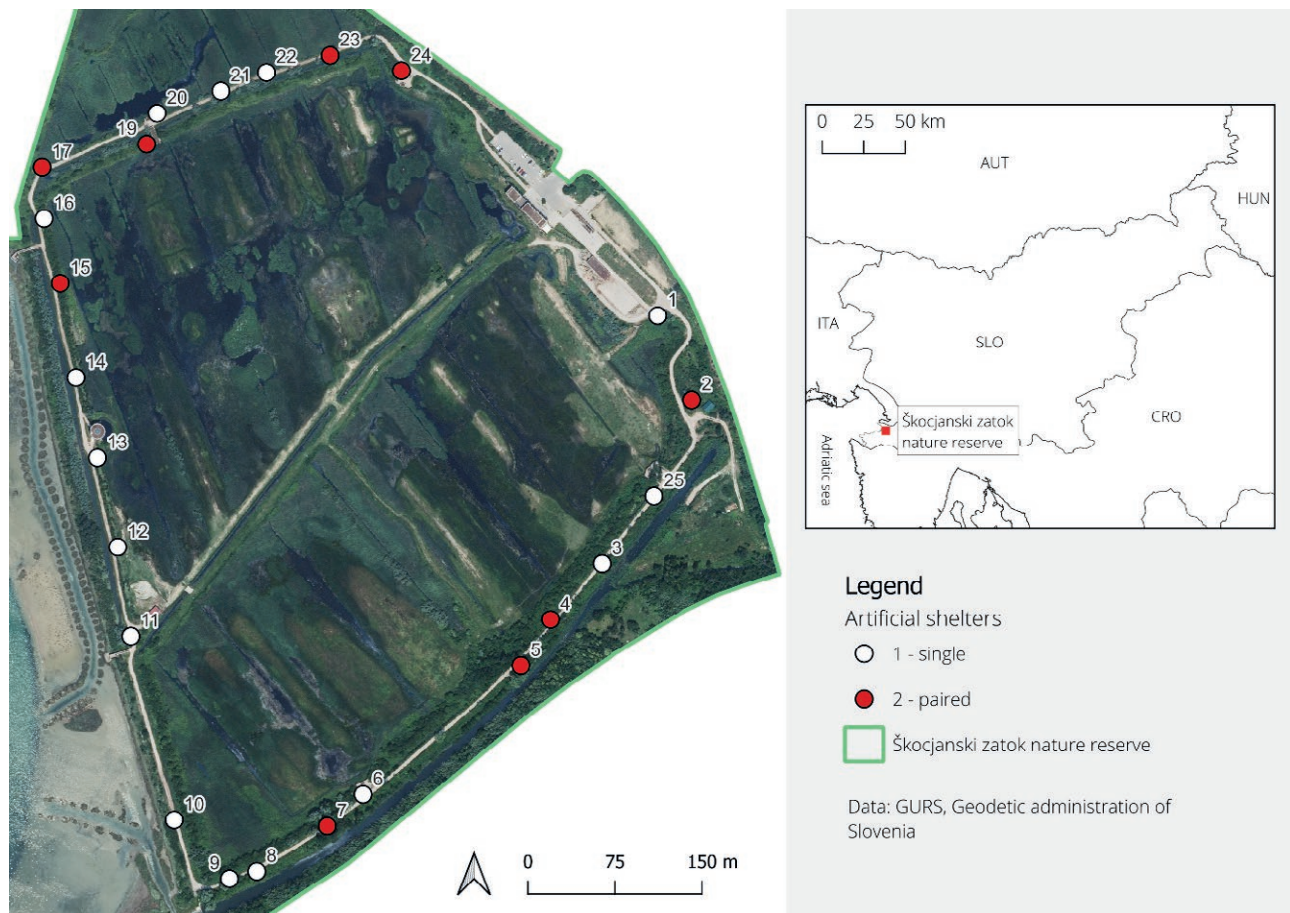 23
22
24
21
20
19
17
16
15
14
13
12
11
10
9
8
7
6
5
4
3
25
2
1
0 75 150 m
0 25 50 km
AUT
HUN
ITA
SLO
CRO
Škocjanski zatok
nature reserve
Adriatic sea
Legend
Artificial shelters
1 - single
2 - paired
Škocjanski zatok nature reserve
Data: GURS, Geodetic administration of
Slovenia